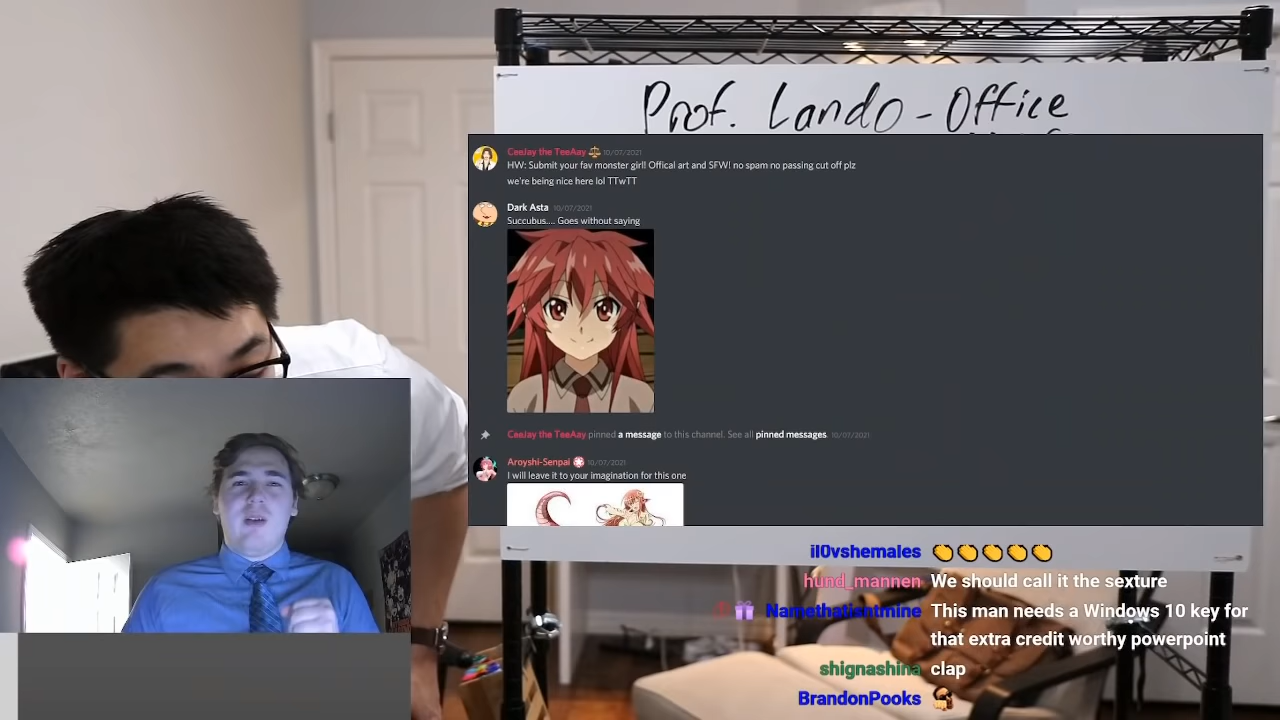 Prof. Lando - Office
CeeJay the TeeAay 10/07/2021
HW: Submit your fav monster girl! Offical art and SFW! no spam no passing cut off plz
we're being nice here lol TTwTT
Dark Asta 10/07/2021
Succubus.... Goes without saying
CeeJay the TeeAay pinned a message to this channel. See all pinned messages. 10/07/2021
Aroyshi-Senpai 10/07/2021
I will leave it to your imagination for this one
il0vshemales
hund_mannen We should call it the sexture
Namethatisntmine This man needs a Windows 10 key for
that extra credit worthy powerpoint
shignashina clap
BrandonPooks